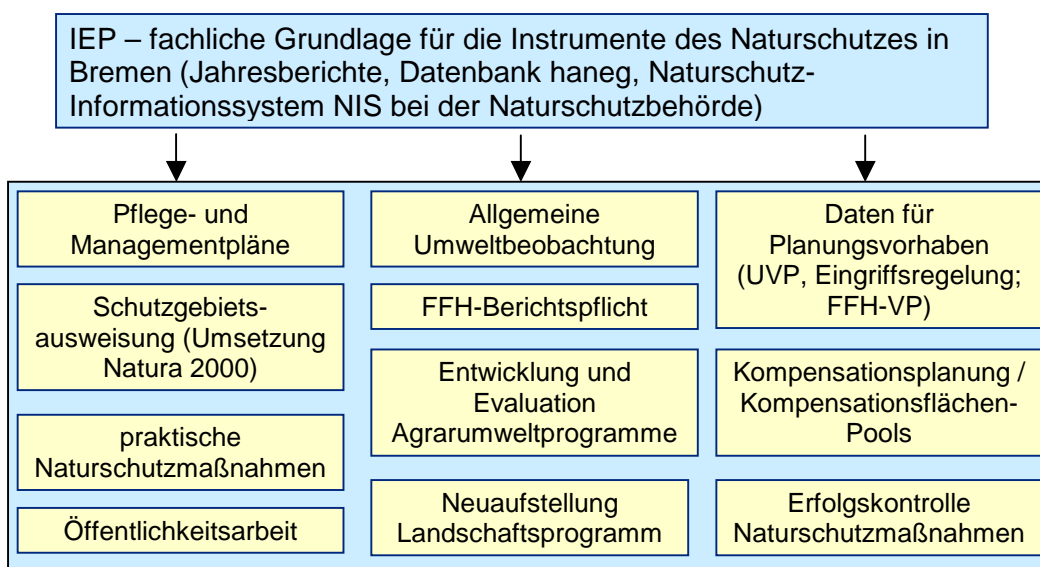 IEP – fachliche Grundlage für die Instrumente des Naturschutzes in
Bremen (Jahresberichte, Datenbank haneg, Naturschutz-
Informationssystem NIS bei der Naturschutzbehörde)
Pflege- und
Managementpläne
Schutzgebiets-
ausweisung (Umsetzung
Natura 2000)
praktische
Naturschutzmaßnahmen
Öffentlichkeitsarbeit
Allgemeine
Umweltbeobachtung
FFH-Berichtspflicht
Entwicklung und
Evaluation
Agrarumweltprogramme
Neuaufstellung
Landschaftsprogramm
Daten für
Planungsvorhaben
(UVP, Eingriffsregelung;
FFH-VP)
Kompensationsplanung /
Kompensationsflächen-
Pools
Erfolgskontrolle
Naturschutzmaßnahmen